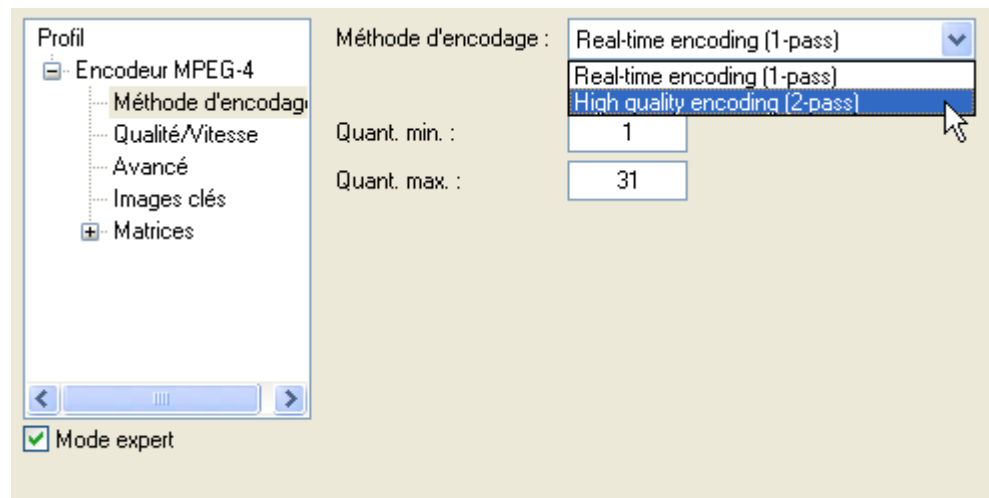 Profil
Encodeur MPEG-4
Méthode d'encodag
Qualité/Vitesse
Avancé
Images clés
Matrices
Mode expert
Méthode d'encodage :
Real-time encoding (1-pass)
Real-time encoding (1-pass)
High quality encoding (2-pass)
Quant. min. : 1
Quant. max. : 31